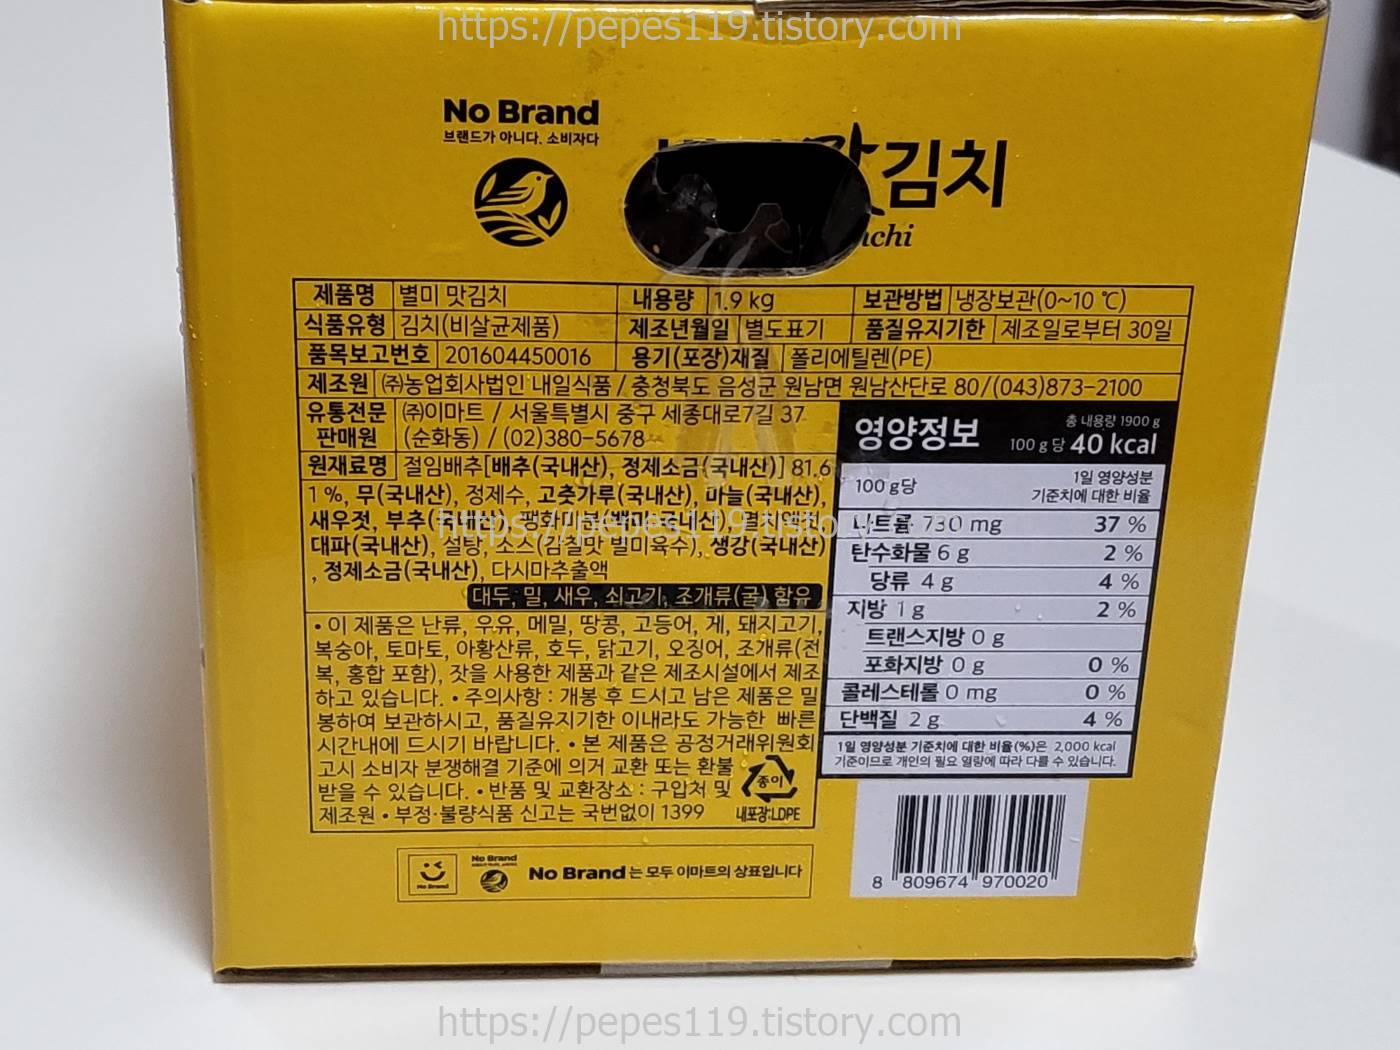 https://pepes119.tistory.com
No Brand
브랜드가 아니다. 소비자다
맛김치
제품명 별미 맛김치 내용량 1.9 kg 보관방법 냉장보관(0~10 ℃)
식품유형 김치(비살균제품) 제조년월일 별도표기 품질유지기한 제조일로부터 30일
품목보고번호 201604450016 용기(포장)재질 폴리에틸렌(PE)
제조원 ㈜농업회사법인 내일식품 / 충청북도 음성군 원남면 원남산단로 80/(043)873-2100
유통전문 ㈜이마트 / 서울특별시 중구 세종대로7길 37
판매원 (순화동) / (02)380-5678
원재료명 절임배추[배추(국내산), 정제소금(국내산)] 81.6
1 %, 무(국내산), 정제수, 고춧가루(국내산), 마늘(국내산),
새우젓, 부추(국내산), 팽화미분(백미:국내산), 멸치액젓,
대파(국내산), 설탕, 소스(감칠맛 별미육수), 생강(국내산)
, 정제소금(국내산), 다시마추출액
대두, 밀, 새우, 쇠고기, 조개류(굴) 함유
• 이 제품은 난류, 우유, 메밀, 땅콩, 고등어, 게, 돼지고기,
복숭아, 토마토, 아황산류, 호두, 닭고기, 오징어, 조개류(전
복, 홍합 포함), 잣을 사용한 제품과 같은 제조시설에서 제조
하고 있습니다. • 주의사항 : 개봉 후 드시고 남은 제품은 밀
봉하여 보관하시고, 품질유지기한 이내라도 가능한 빠른
시간내에 드시기 바랍니다. • 본 제품은 공정거래위원회
고시 소비자 분쟁해결 기준에 의거 교환 또는 환불
받을 수 있습니다. • 반품 및 교환장소 : 구입처 및
제조원 • 부정·불량식품 신고는 국번없이 1399
종이
내포장:LDPE
영양정보
총 내용량 1900 g
100 g 당 40 kcal
100 g당
1일 영양성분
기준치에 대한 비율
나트륨 730 mg 37 %
탄수화물 6 g 2 %
당류 4 g 4 %
지방 1 g 2 %
트랜스지방 0 g
포화지방 0 g 0 %
콜레스테롤 0 mg 0 %
단백질 2 g 4 %
1일 영양성분 기준치에 대한 비율(%)은 2,000 kcal
기준이므로 개인의 필요 열량에 따라 다를 수 있습니다.
https://pepes119.tistory.com
No Brand
No Brand
No Brand 는 모두 이마트의 상표입니다
8 809674 970020
https://pepes119.tistory.com